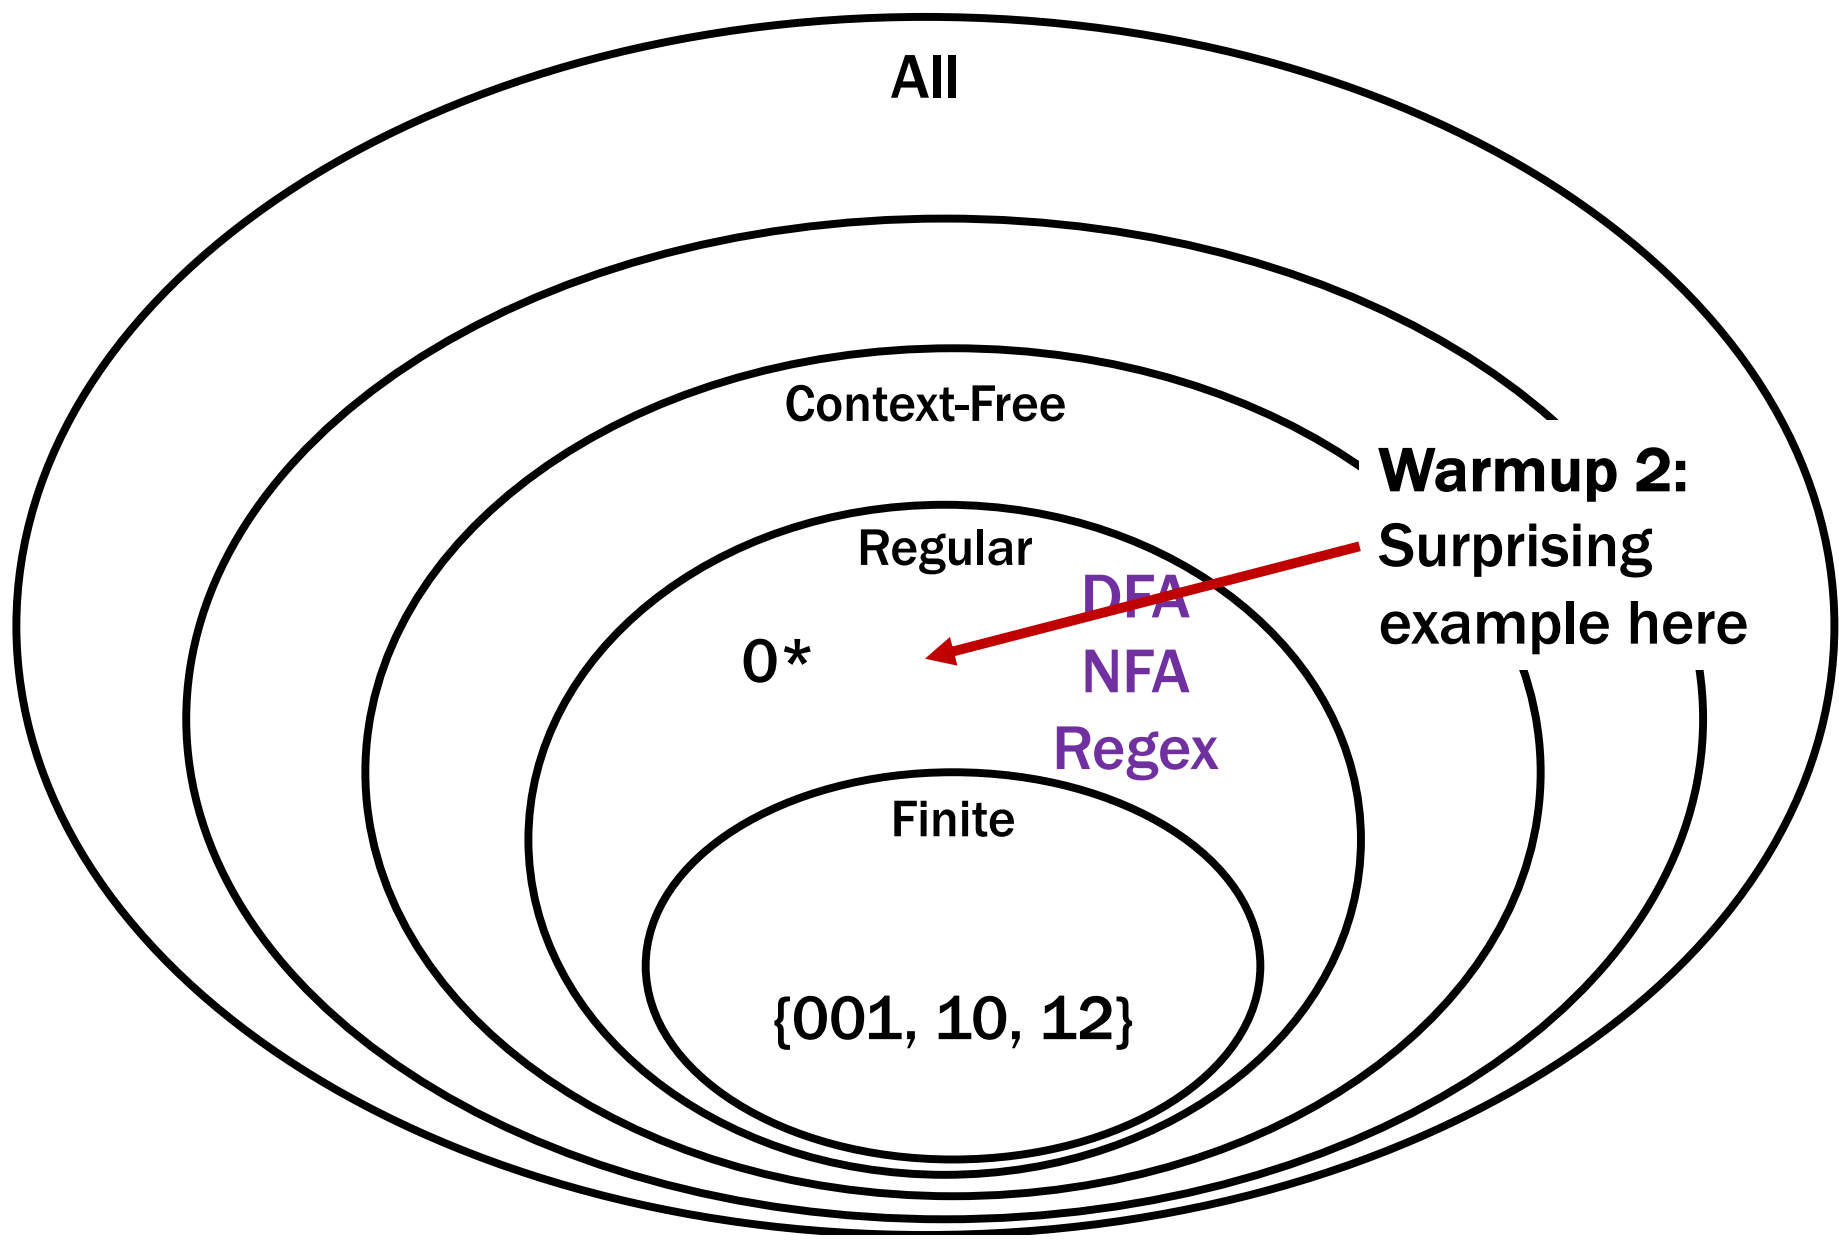 All
Context-Free
Warmup 2:
Surprising
example here
Regular
DFA
NFA
Regex
0*
Finite
{001, 10, 12}